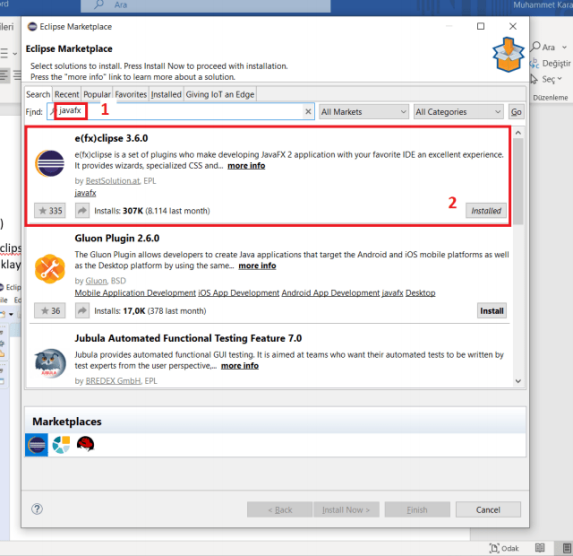 Ara
Muhammet Kara
Eclipse Marketplace
Eclipse Marketplace
Select solutions to install. Press Install Now to proceed with installation.
Press the "more info" link to learn more about a solution.
Search Recent Popular Favorites Installed Giving IoT an Edge
Find: javafx 1 All Markets All Categories Go
e(fx)clipse 3.6.0
e(fx)clipse is a set of plugins who make developing JavaFX 2 application with your favorite IDE an excellent experience.
It provides wizards, specialized CSS and... more info
by BestSolution.at, EPL
javafx
335 Installs: 307K (8.114 last month) 2 Installed
Gluon Plugin 2.6.0
The Gluon Plugin allows developers to create Java applications that target the Android and iOS mobile platforms as well
as the Desktop platform by using the same... more info
by Gluon, BSD
Mobile Application Development iOS App Development Android App Development javafx Desktop
36 Installs: 17,0K (378 last month) Install
Jubula Automated Functional Testing Feature 7.0
Jubula provides automated functional GUI testing. It is aimed at teams who want their automated tests to be written by
test experts from the user perspective,... more info
by BREDEX GmbH, EPL
Marketplaces
< Back Install Now > Finish Cancel
Ara
Değiştir
Seç
Düzenleme
Odak